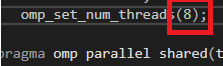 omp_set_num_threads(8);
pragma omp parallel shared(t